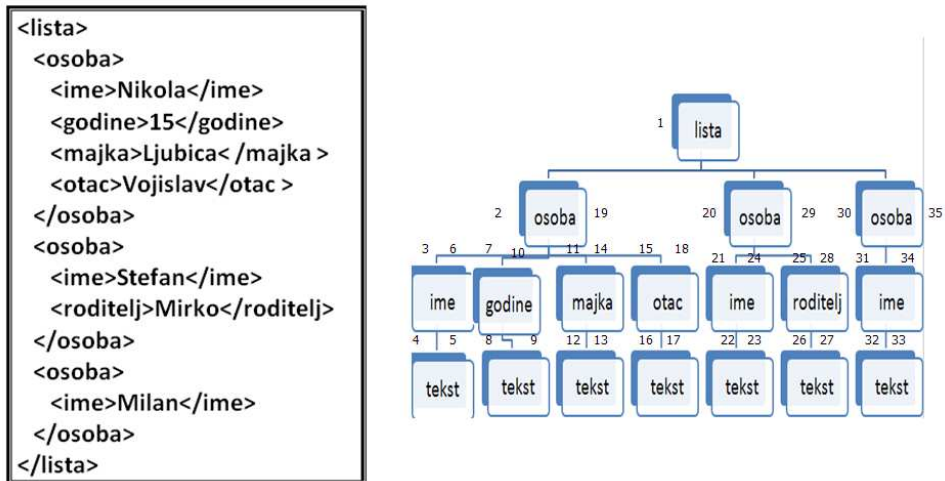 <lista>
<osoba>
<ime>Nikola</ime>
<godine>15</godine>
<majka>Ljubica< /majka >
<otac>Vojislav</otac >
</osoba>
<osoba>
<ime>Stefan</ime>
<roditelj>Mirko</roditelj>
</osoba>
<osoba>
<ime>Milan</ime>
</osoba>
</lista>
1 lista
2 osoba 19 20 osoba 29 30 osoba 35
3 6 7 10 11 14 15 18 21 24 25 28 31 34
ime godine majka otac ime roditelj ime
4 5 8 9 12 13 16 17 22 23 26 27 32 33
tekst tekst tekst tekst tekst tekst tekst